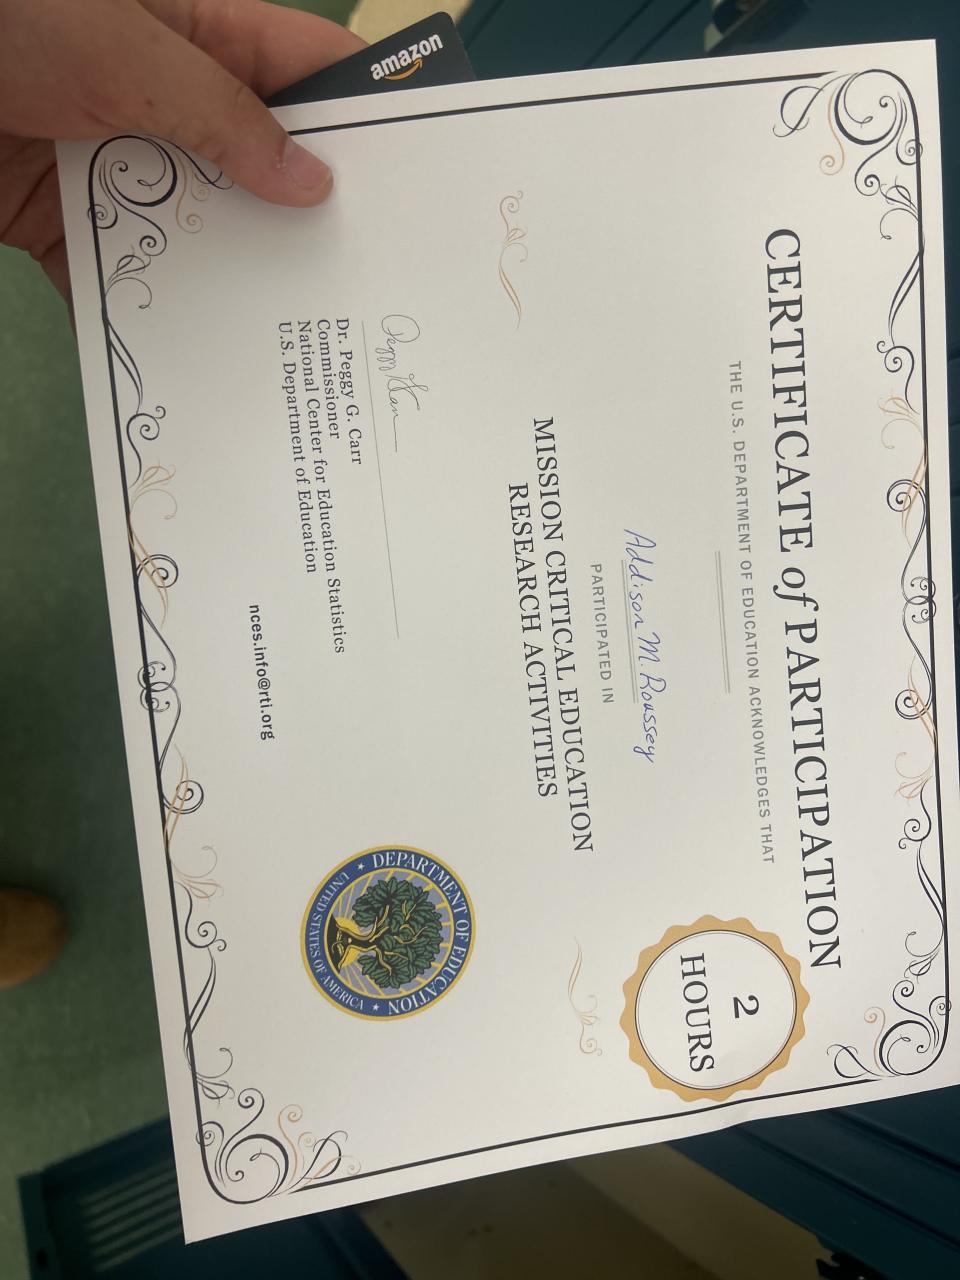 amazon
CERTIFICATE of PARTICIPATION
THE U.S. DEPARTMENT OF EDUCATION ACKNOWLEDGES THAT
2
HOURS
Addison M. Roussey
PARTICIPATED IN
MISSION CRITICAL EDUCATION
RESEARCH ACTIVITIES
Dr. Peggy G. Carr
Commissioner
National Center for Education Statistics
U.S. Department of Education
nces.info@rti.org
DEPARTMENT OF EDUCATION
UNITED STATES OF AMERICA